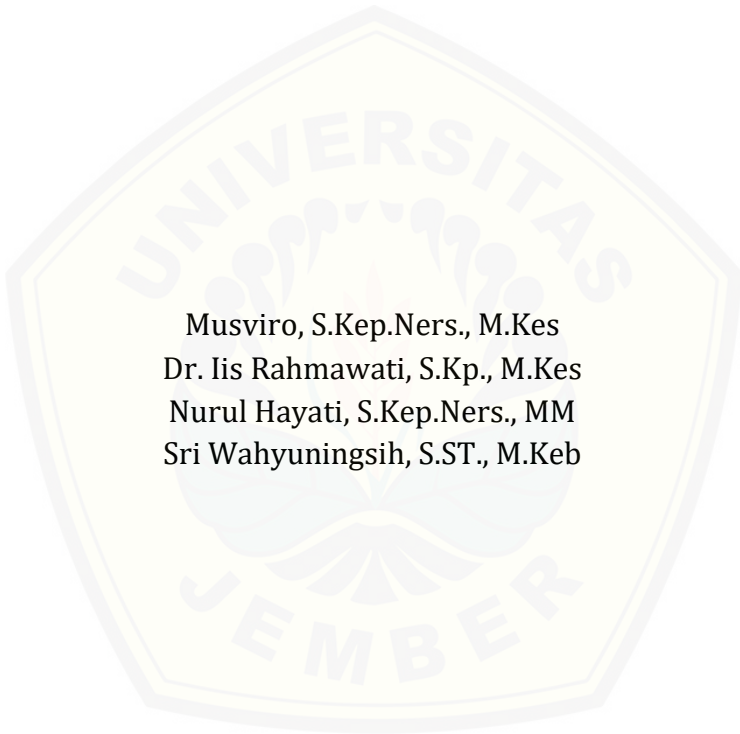 UNIVERSITAS
Musviro, S.Kep.Ners., M.Kes
Dr. Iis Rahmawati, S.Kp., M.Kes
Nurul Hayati, S.Kep.Ners., MM
Sri Wahyuningsih, S.ST., M.Keb
JEMBER